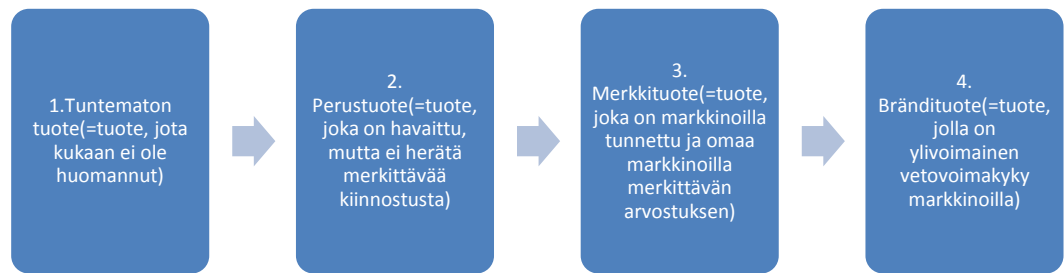 1.Tuntematon
tuote(=tuote, jota
kukaan ei ole
huomannut)
2.
Perustuote(=tuote,
joka on havaittu,
mutta ei herätä
merkittävää
kiinnostusta)
3.
Merkkituote(=tuote,
joka on markkinoilla
tunnettu ja omaa
markkinoilla
merkittävän
arvostuksen)
4.
Brändituote(=tuote,
jolla on
ylivoimainen
vetovoimakyky
markkinoilla)